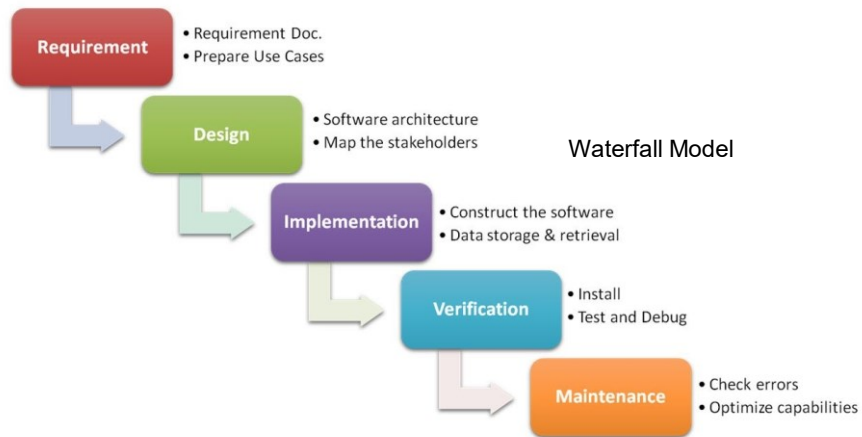 Requirement
• Requirement Doc.
• Prepare Use Cases
Design
• Software architecture
• Map the stakeholders
Waterfall Model
Implementation
• Construct the software
• Data storage & retrieval
Verification
• Install
• Test and Debug
Maintenance
• Check errors
• Optimize capabilities